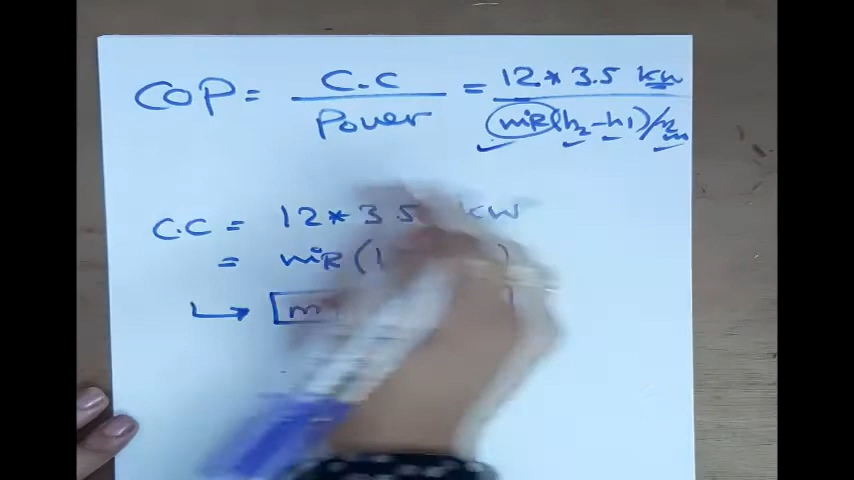 COP = C.C / Power = 12 * 3.5 kw / ṁR(h2-h1)/ηm
C.C = 12 * 3.5 kw
= ṁR (
↳ ṁ